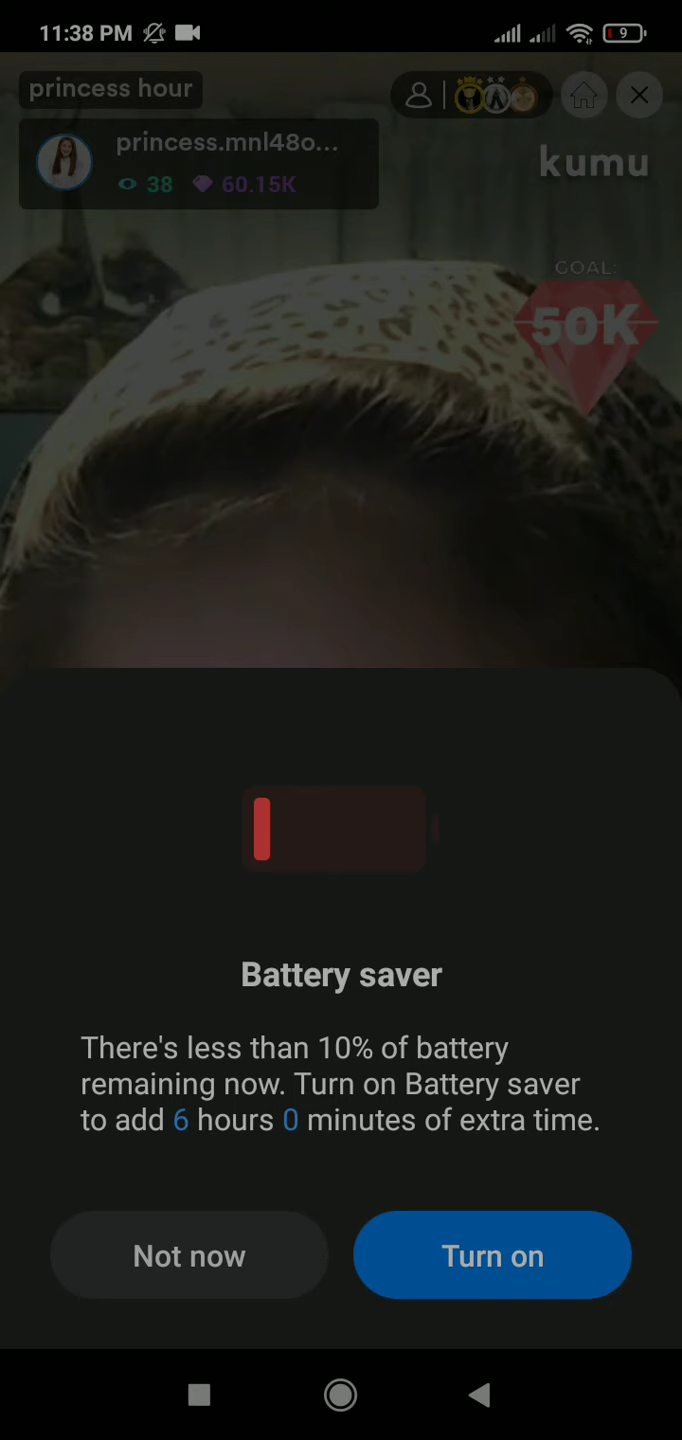 11:38 PM
9
princess hour
princess.mnl48o...
38
60.15K
kumu
GOAL:
50K
Battery saver
There's less than 10% of battery
remaining now. Turn on Battery saver
to add 6 hours 0 minutes of extra time.
Not now
Turn on